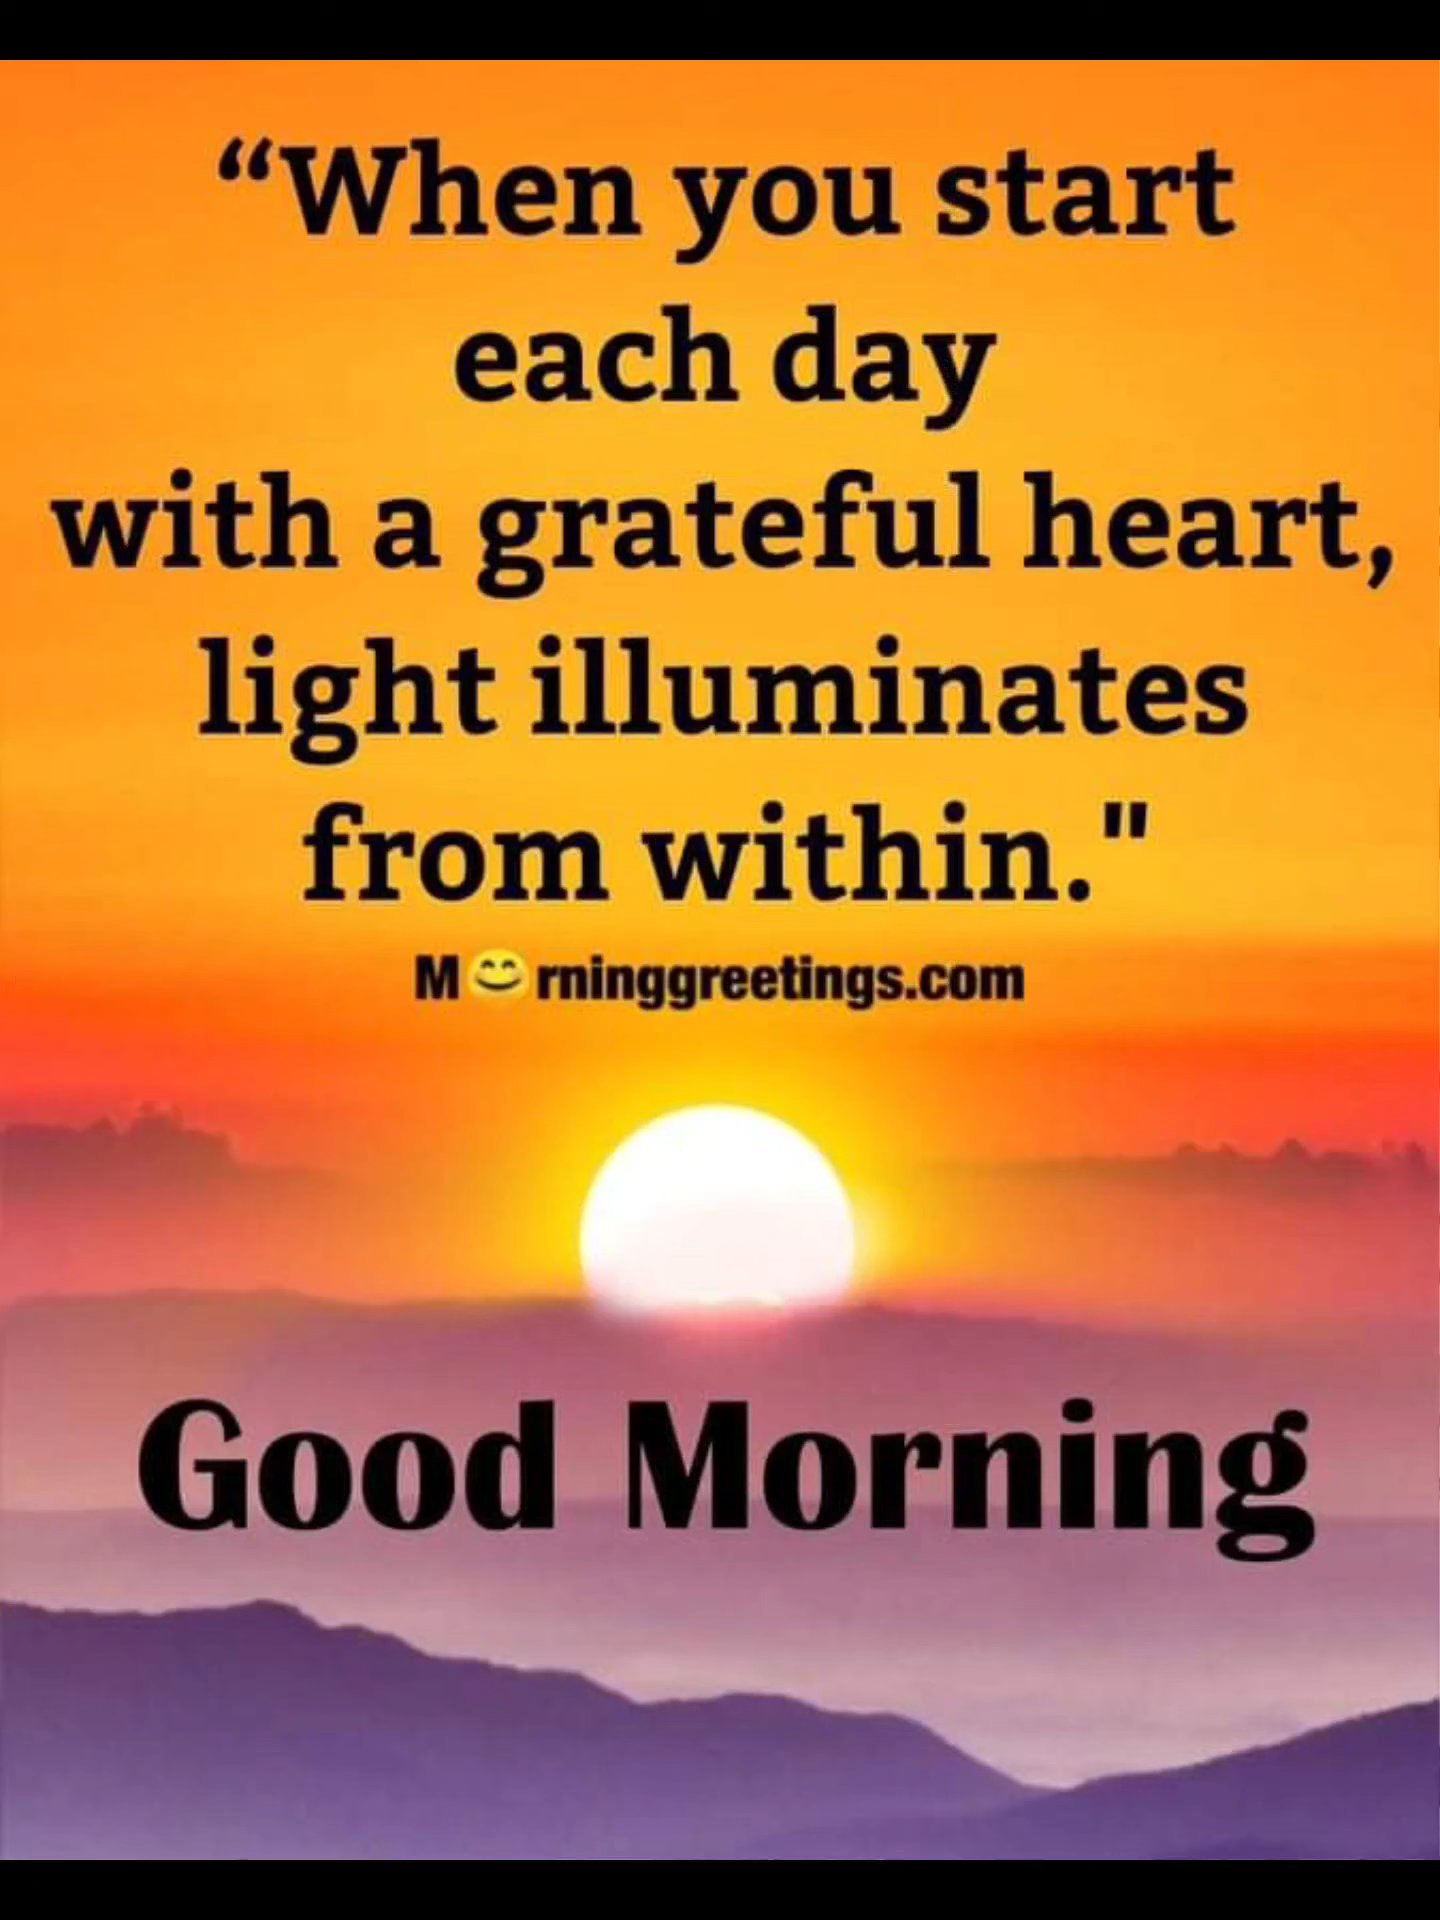 “When you start
each day
with a grateful heart,
light illuminates
from within."
M😊rninggreetings.com
Good Morning